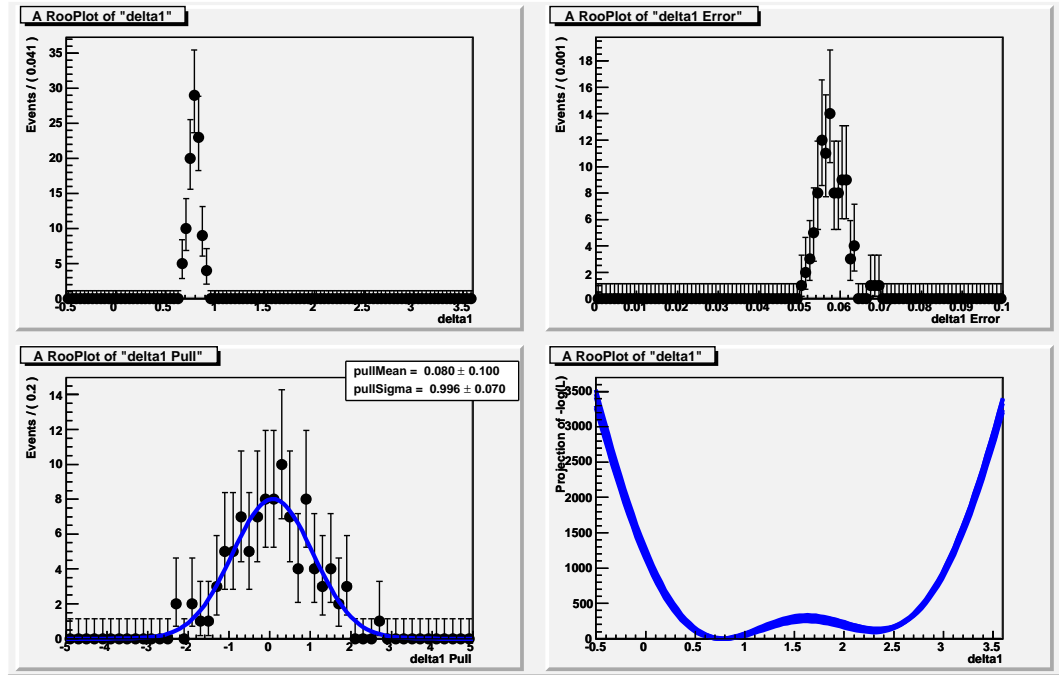 A RooPlot of "delta1"
Events / ( 0.041 )
35
30
25
20
15
10
5
0
-0.5 0 0.5 1 1.5 2 2.5 3 3.5
delta1
A RooPlot of "delta1 Error"
Events / ( 0.001 )
18
16
14
12
10
8
6
4
2
0
0 0.01 0.02 0.03 0.04 0.05 0.06 0.07 0.08 0.09 0.1
delta1 Error
A RooPlot of "delta1 Pull"
pullMean = 0.080 ± 0.100
pullSigma = 0.996 ± 0.070
Events / ( 0.2 )
14
12
10
8
6
4
2
0
-5 -4 -3 -2 -1 0 1 2 3 4 5
delta1 Pull
A RooPlot of "delta1"
Projection of -log(L)
3500
3000
2500
2000
1500
1000
500
0
-0.5 0 0.5 1 1.5 2 2.5 3 3.5
delta1